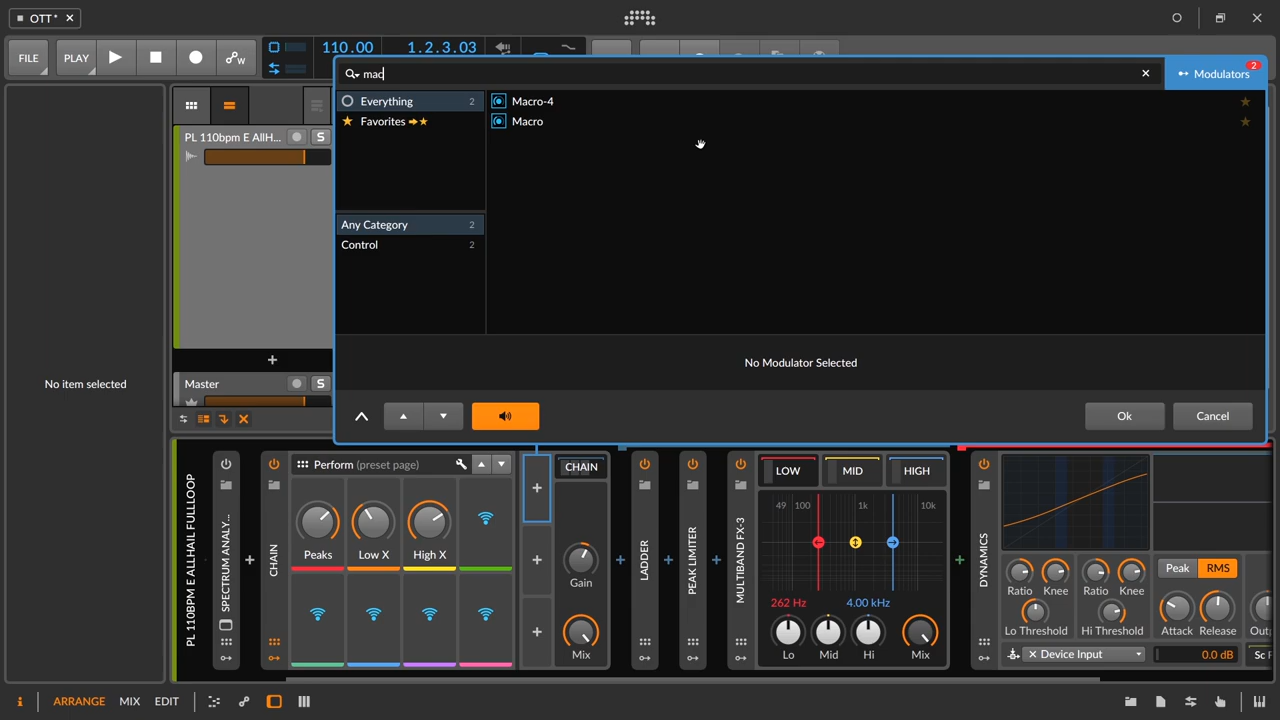 OTT*
FILE
PLAY
110.00
1.2.3.03
mac
Modulators
2
Everything 2
Favorites
Macro-4
Macro
Any Category 2
Control 2
No Modulator Selected
Ok
Cancel
PL 110bpm E AllH...
S
No item selected
Master
S
PL 110BPM E ALLHAIL FULLLOOP
SPECTRUM ANALY...
CHAIN
Perform (preset page)
Peaks
Low X
High X
CHAIN
Gain
Mix
LADDER
PEAK LIMITER
MULTIBAND FX-3
LOW
MID
HIGH
49
100
1k
10k
262 Hz
4.00 kHz
Lo
Mid
Hi
Mix
DYNAMICS
Ratio
Knee
Lo Threshold
Ratio
Knee
Hi Threshold
Peak
RMS
Attack
Release
Device Input
0.0 dB
ARRANGE
MIX
EDIT